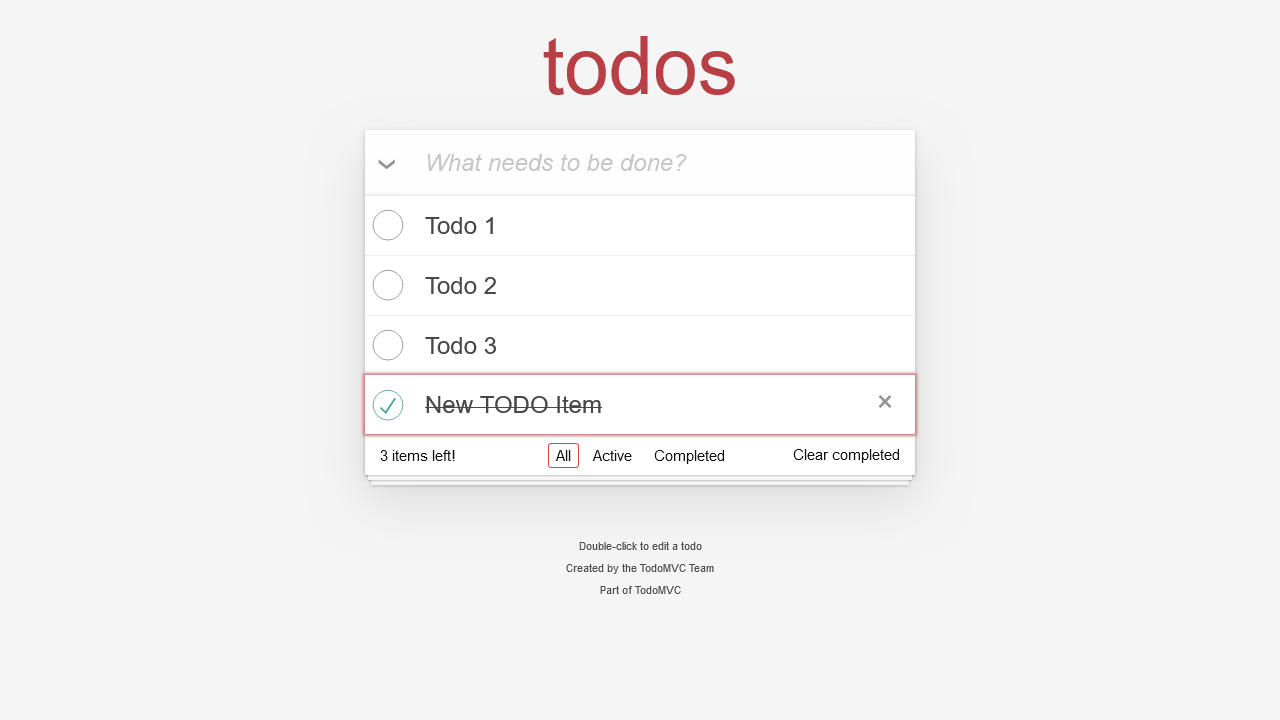 todos
What needs to be done?
Todo 1
Todo 2
Todo 3
New TODO Item ×
3 items left! All Active Completed Clear completed
Double-click to edit a todo
Created by the TodoMVC Team
Part of TodoMVC